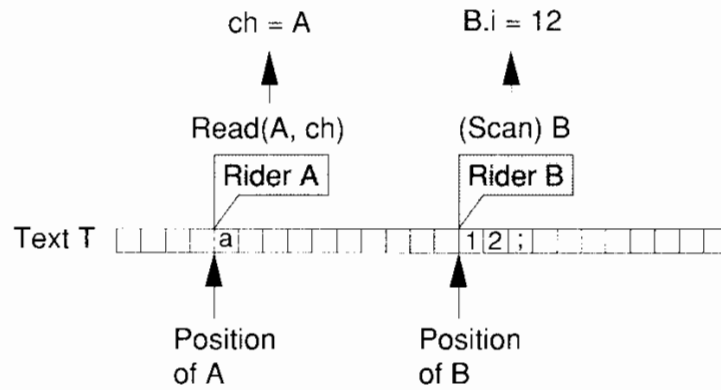 ch = A
B.i = 12
Read(A, ch)
(Scan) B
Rider A
Rider B
Text T
a
1 2 ;
Position
of A
Position
of B